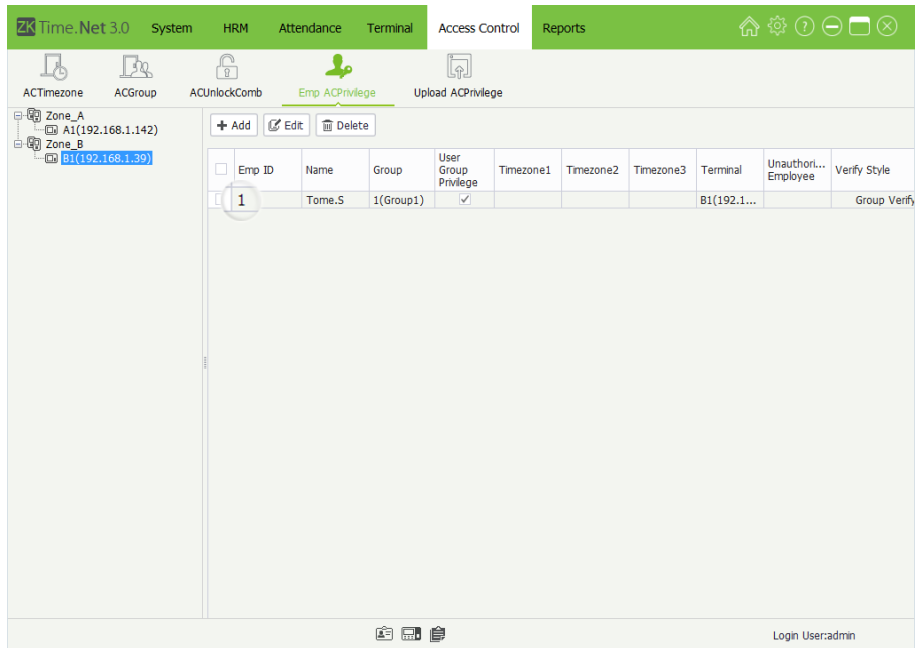 ZKTime.Net 3.0 System HRM Attendance Terminal Access Control Reports
ACTimezone ACGroup ACUnlockComb Emp ACPrivilege Upload ACPrivilege
Zone_A
A1(192.168.1.142)
Zone_B
B1(192.168.1.39)
Add Edit Delete
Emp ID Name Group User Group Privilege Timezone1 Timezone2 Timezone3 Terminal Unauthori... Employee Verify Style
1 Tome.S 1(Group1) B1(192.1... Group Verify
Login User:admin